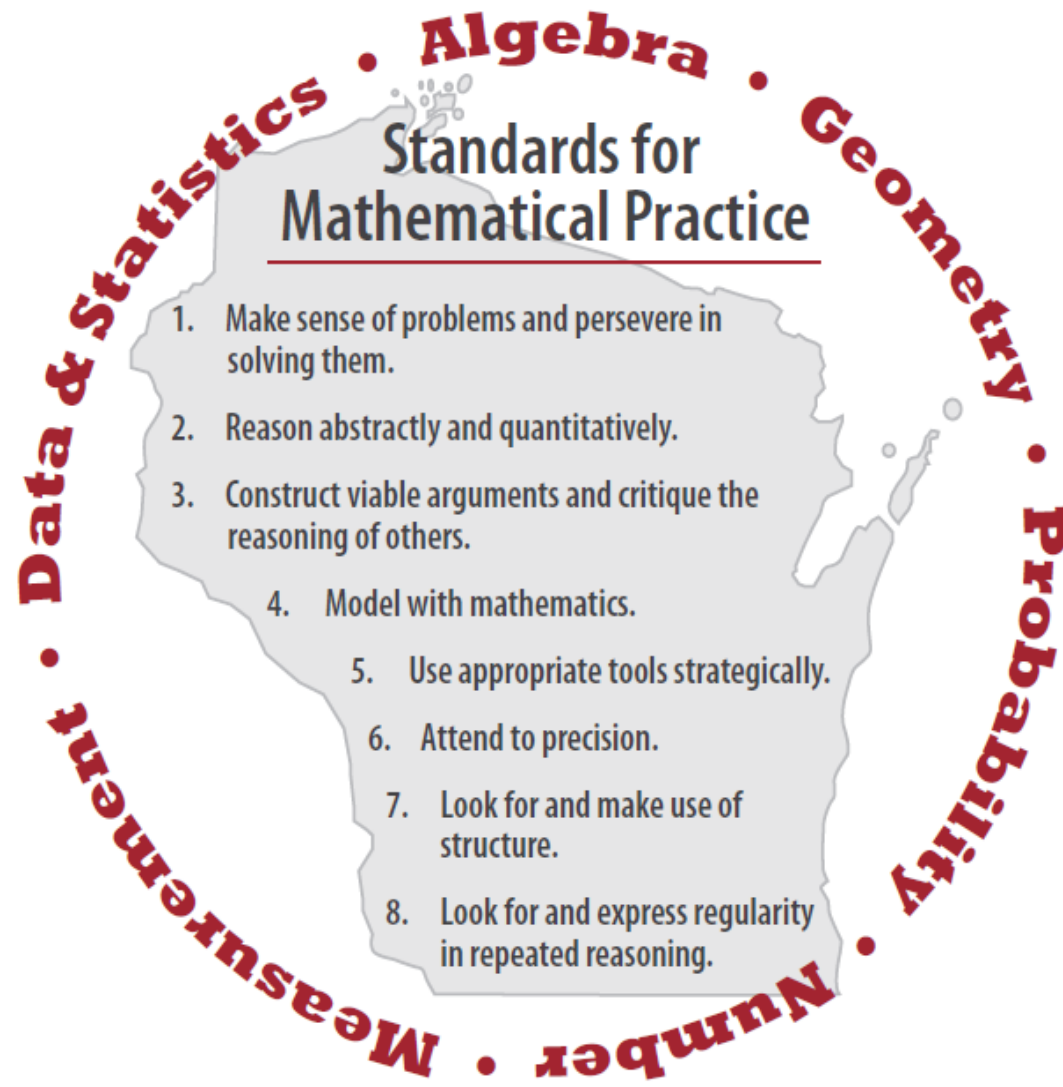 Data & Statistics • Algebra • Geometry • Probability • Number • Measurement •
Standards for
Mathematical Practice
1. Make sense of problems and persevere in
solving them.
2. Reason abstractly and quantitatively.
3. Construct viable arguments and critique the
reasoning of others.
4. Model with mathematics.
5. Use appropriate tools strategically.
6. Attend to precision.
7. Look for and make use of
structure.
8. Look for and express regularity
in repeated reasoning.